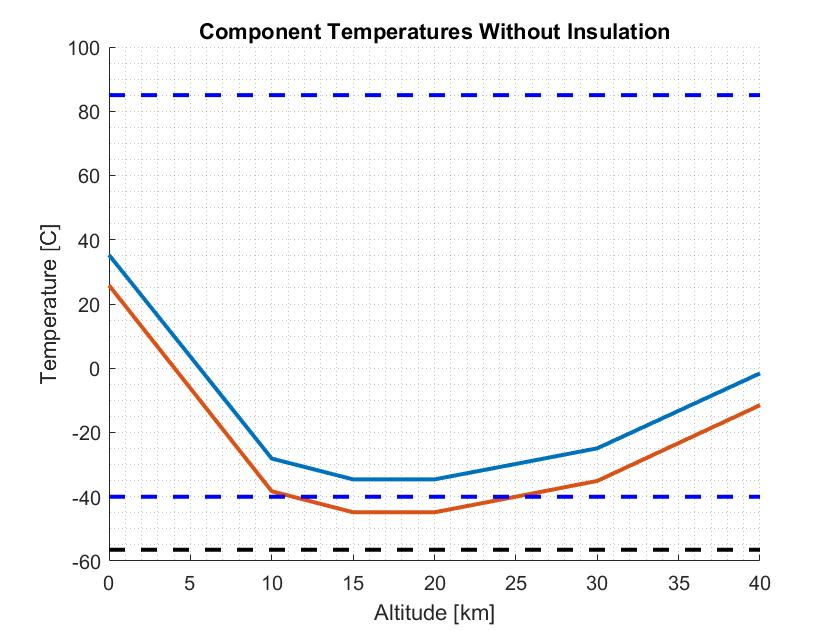 Component Temperatures Without Insulation
100
80
60
40
20
0
-20
-40
-60
Temperature [C]
0 5 10 15 20 25 30 35 40
Altitude [km]